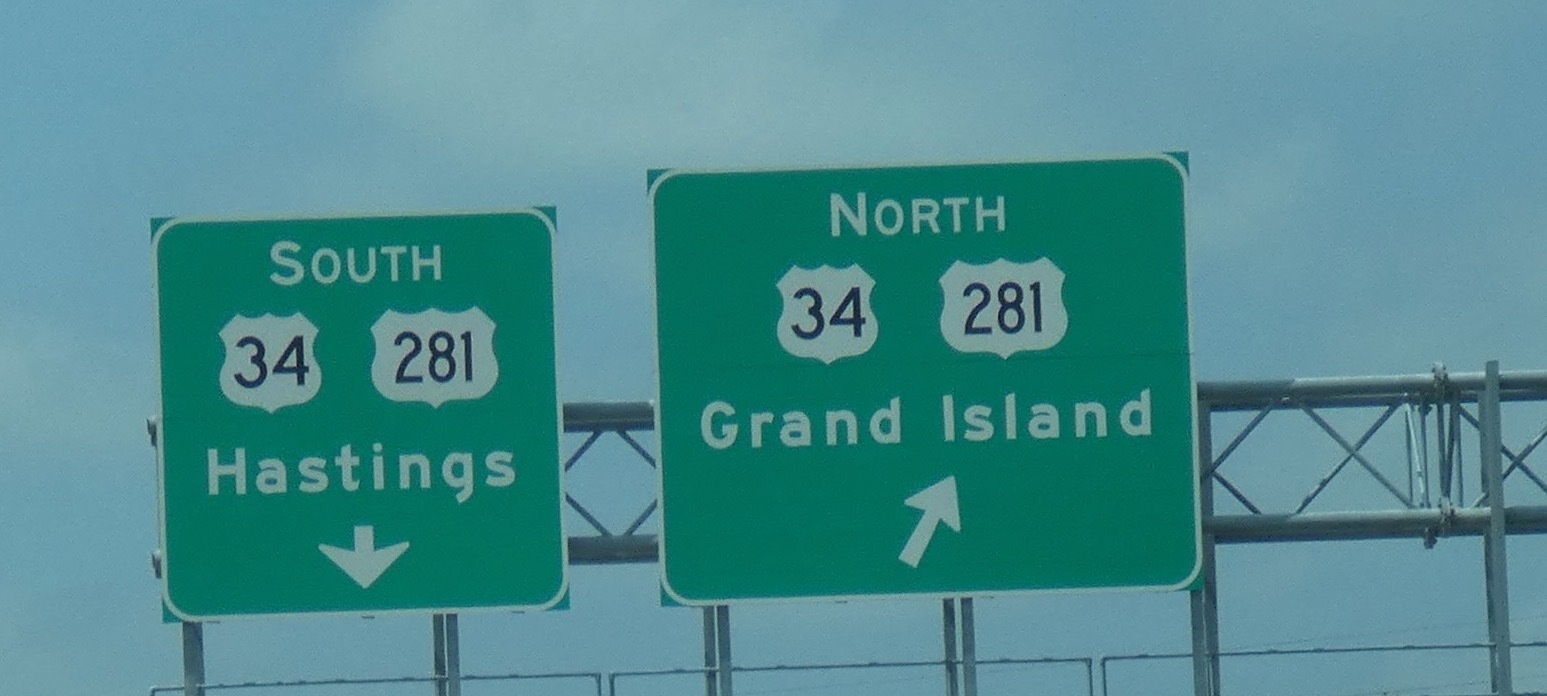 SOUTH
34 281
Hastings
NORTH
34 281
Grand Island